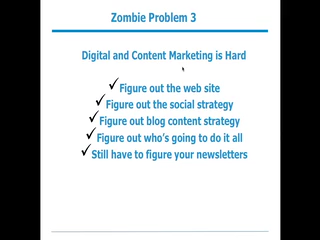 Zombie Problem 3
Digital and Content Marketing is Hard
Figure out the web site
Figure out the social strategy
Figure out blog content strategy
Figure out who's going to do it all
Still have to figure your newsletters